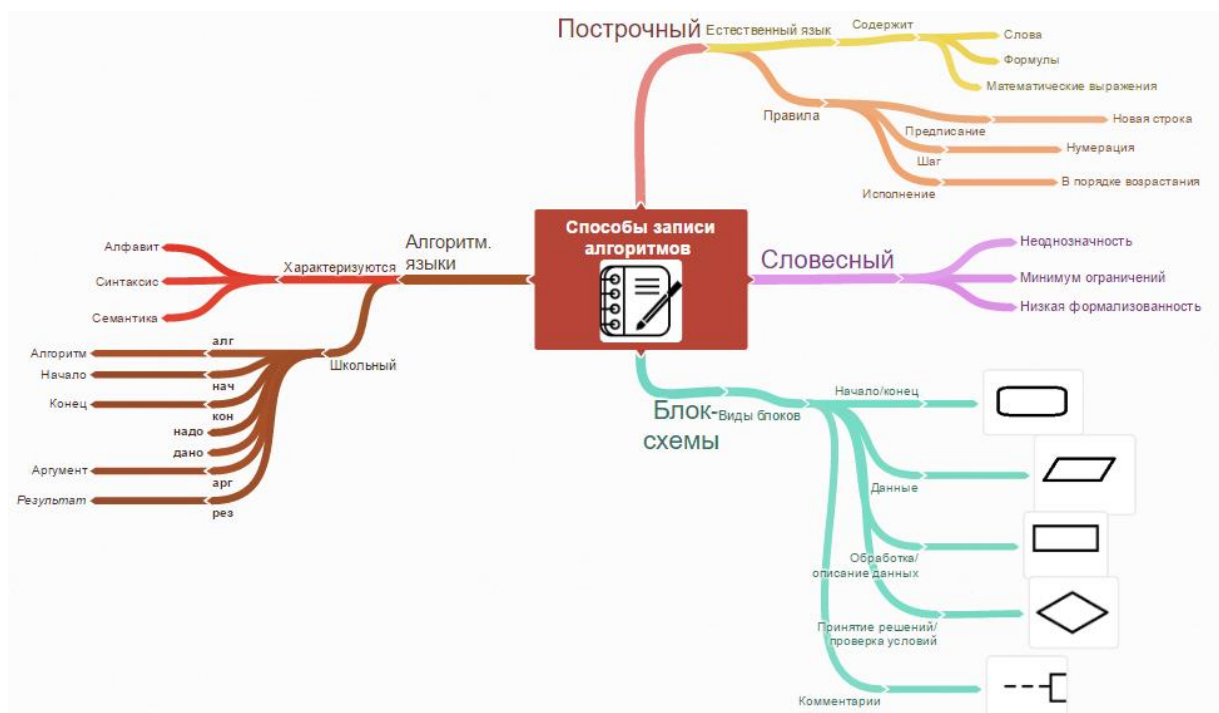 Способы записи
алгоритмов
Построчный
Естественный язык
Содержит
Слова
Формулы
Математические выражения
Правила
Предписание
Новая строка
Шаг
Нумерация
Исполнение
В порядке возрастания
Словесный
Неоднозначность
Минимум ограничений
Низкая формализованность
Блок-
схемы
Виды блоков
Начало/конец
Данные
Обработка/
описание данных
Принятие решений/
проверка условий
Комментарии
Алгоритм.
языки
Характеризуются
Алфавит
Синтаксис
Семантика
Школьный
алг
Алгоритм
нач
Начало
кон
Конец
надо
дано
арг
Аргумент
рез
Результат